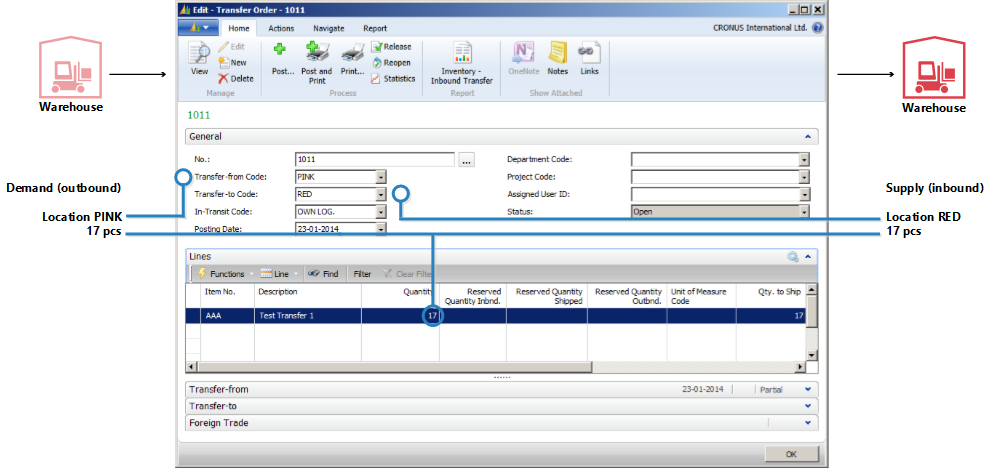 Edit - Transfer Order - 1011
Home Actions Navigate Report CRONUS International Ltd.
View
Edit
New
Delete
Manage
Post...
Post and Print
Print...
Release
Reopen
Statistics
Process
Inventory - Inbound Transfer
Report
OneNote
Notes
Links
Show Attached
Warehouse
Warehouse
1011
General
No.: 1011 ...
Transfer-from Code: PINK
Transfer-to Code: RED
In-Transit Code: OWN LOG.
Posting Date: 23-01-2014
Department Code:
Project Code:
Assigned User ID:
Status: Open
Demand (outbound)
Location PINK
17 pcs
Supply (inbound)
Location RED
17 pcs
Lines
Functions Line Find Filter Clear Filter
Item No. Description Quantity Reserved Quantity Inbnd. Reserved Quantity Shipped Reserved Quantity Outbnd. Unit of Measure Code Qty. to Ship
AAA Test Transfer 1 17 17
Transfer-from 23-01-2014 Partial
Transfer-to
Foreign Trade
OK